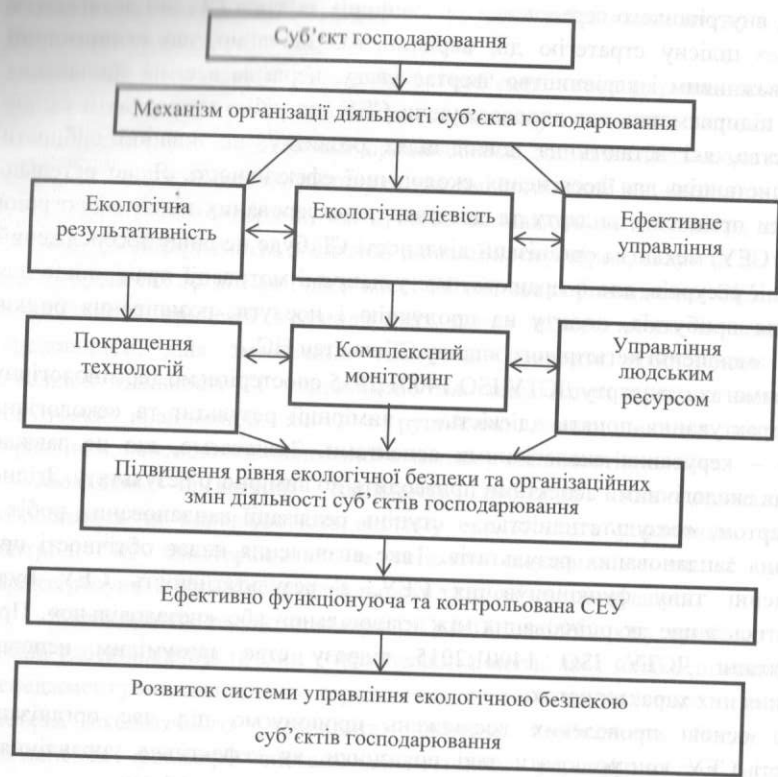 Суб'єкт господарювання
Механізм організації діяльності суб'єкта господарювання
Екологічна
результативність
Екологічна дієвість
Ефективне
управління
Покращення
технологій
Комплексний
моніторинг
Управління
людським
ресурсом
Підвищення рівня екологічної безпеки та організаційних
змін діяльності суб'єктів господарювання
Ефективно функціонуюча та контрольована СЕУ
Розвиток системи управління екологічною безпекою
суб'єктів господарювання